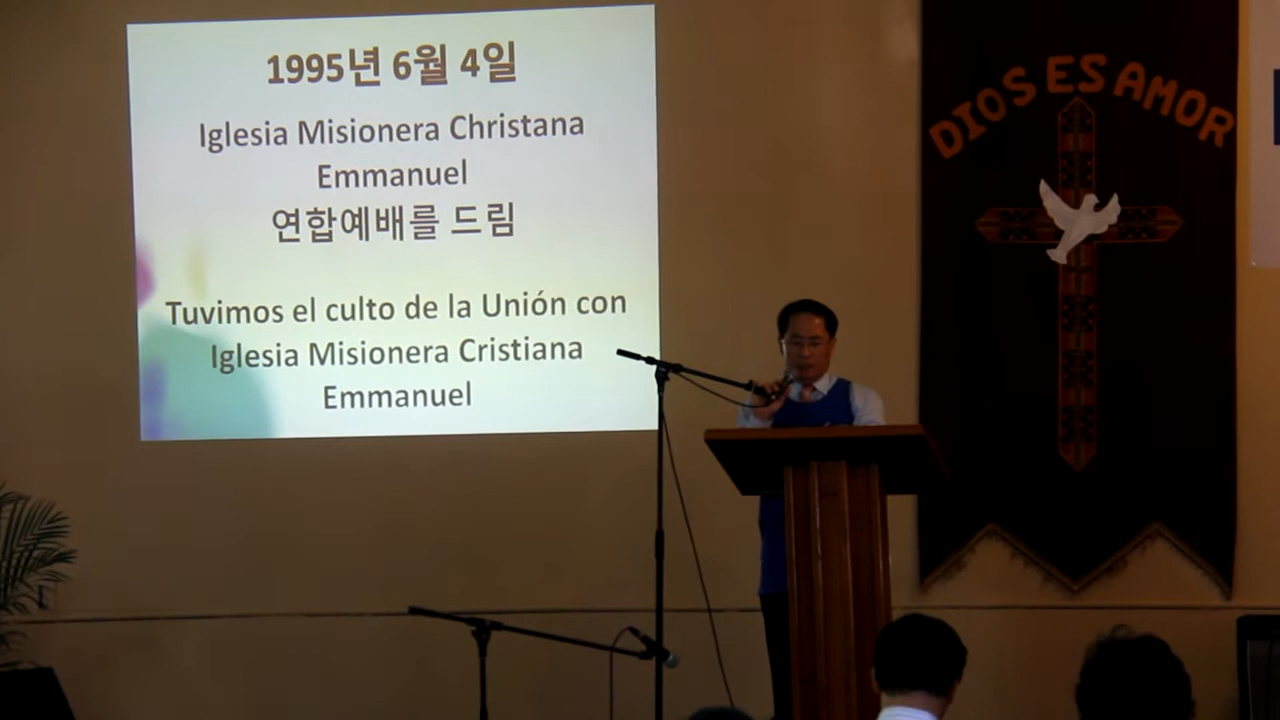 1995년 6월 4일
Iglesia Misionera Christana
Emmanuel
연합예배를 드림
Tuvimos el culto de la Unión con
Iglesia Misionera Cristiana
Emmanuel
DIOS ES AMOR